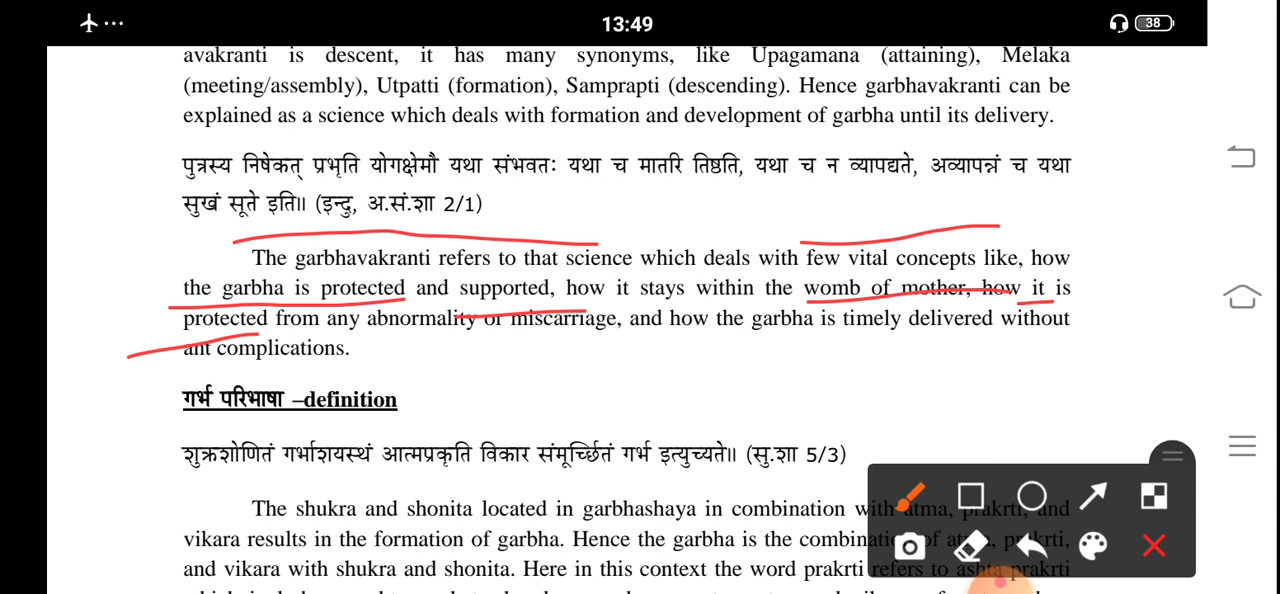 13:49
38
avakranti is descent, it has many synonyms, like Upagamana (attaining), Melaka
(meeting/assembly), Utpatti (formation), Samprapti (descending). Hence garbhavakranti can be
explained as a science which deals with formation and development of garbha until its delivery.
पुत्रस्य निषेकत् प्रभृति योगक्षेमौ यथा संभवतः यथा च मातरि तिष्ठति, यथा च न व्यापद्यते, अव्यापन्नं च यथा
सुखं सूते इति॥ (इन्दु, अ.सं.शा 2/1)
The garbhavakranti refers to that science which deals with few vital concepts like, how
the garbha is protected and supported, how it stays within the womb of mother, how it is
protected from any abnormality or miscarriage, and how the garbha is timely delivered without
ant complications.
गर्भ परिभाषा –definition
शुक्रशोणितं गर्भाशयस्थं आत्मप्रकृति विकार संमूर्च्छितं गर्भ इत्युच्यते॥ (सु.शा 5/3)
The shukra and shonita located in garbhashaya in combination with atma, prakrti, and
vikara results in the formation of garbha. Hence the garbha is the combination of atma, prakrti,
and vikara with shukra and shonita. Here in this context the word prakrti refers to ashta prakrti